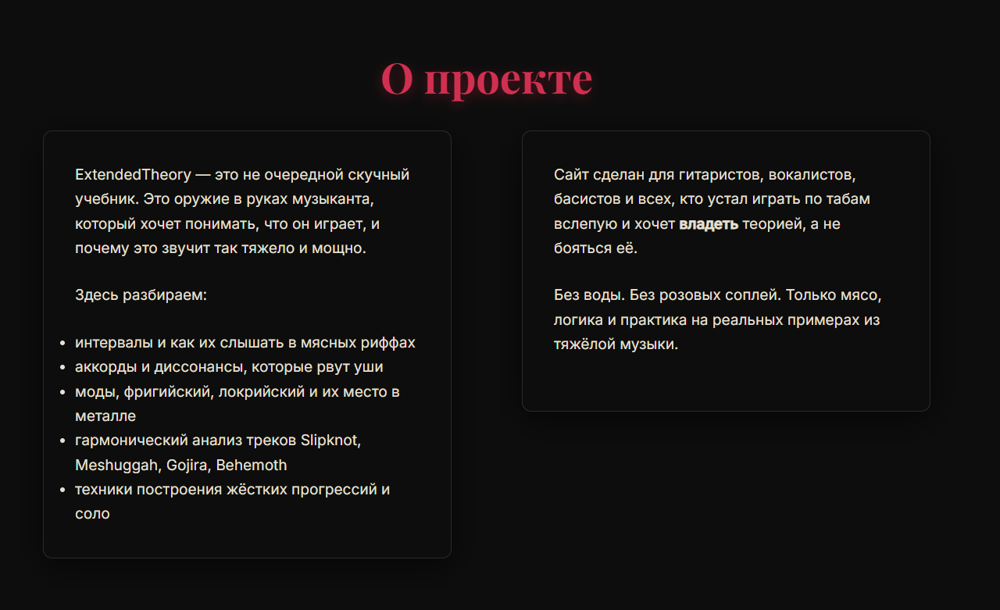 О проекте
ExtendedTheory — это не очередной скучный
учебник. Это оружие в руках музыканта,
который хочет понимать, что он играет, и
почему это звучит так тяжело и мощно.
Здесь разбираем:
• интервалы и как их слышать в мясных риффах
• аккорды и диссонансы, которые рвут уши
• моды, фригийский, локрийский и их место в
металле
• гармонический анализ треков Slipknot,
Meshuggah, Gojira, Behemoth
• техники построения жёстких прогрессий и
соло
Сайт сделан для гитаристов, вокалистов,
басистов и всех, кто устал играть по табам
вслепую и хочет владеть теорией, а не
бояться её.
Без воды. Без розовых соплей. Только мясо,
логика и практика на реальных примерах из
тяжёлой музыки.